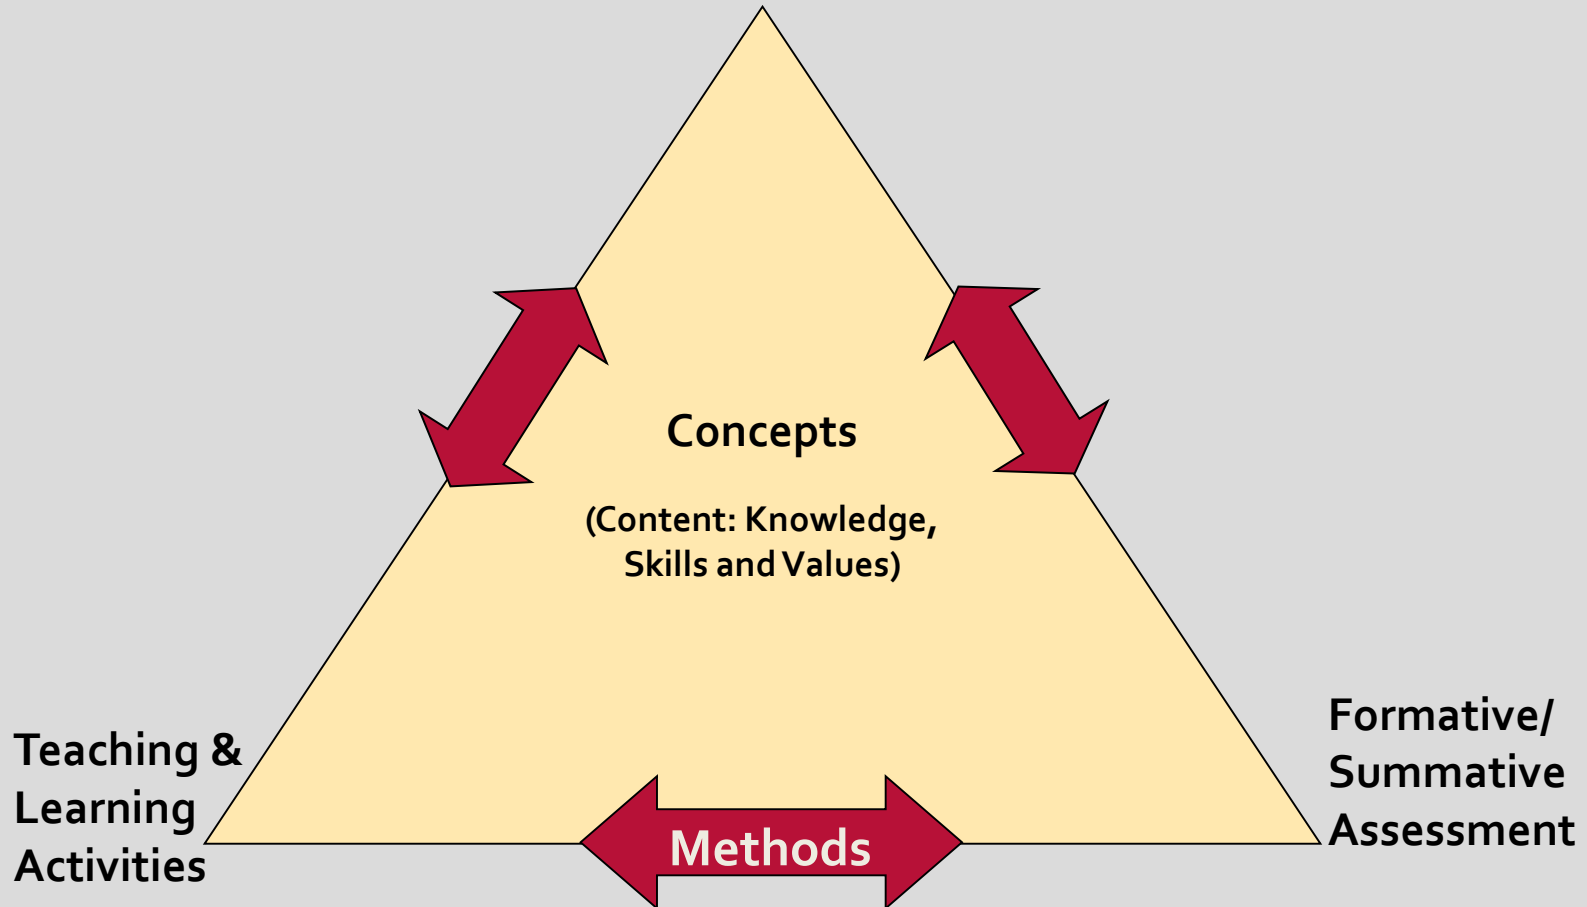 Concepts
(Content: Knowledge,
Skills and Values)
Teaching &
Learning
Activities
Methods
Formative/
Summative
Assessment